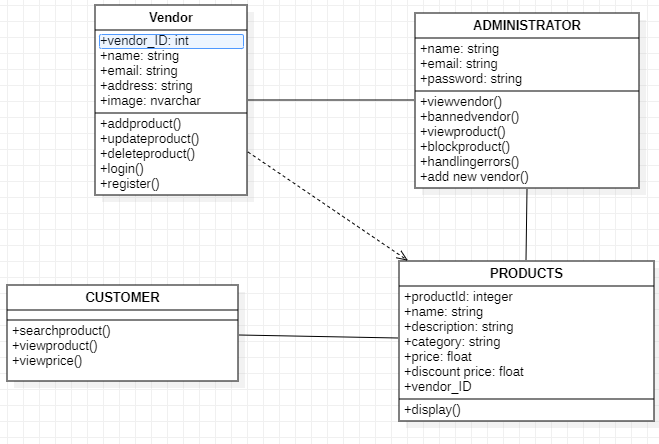 Vendor
+vendor_ID: int
+name: string
+email: string
+address: string
+image: nvarchar
+addproduct()
+updateproduct()
+deleteproduct()
+login()
+register()
ADMINISTRATOR
+name: string
+email: string
+password: string
+viewvendor()
+bannedvendor()
+viewproduct()
+blockproduct()
+handlingerrors()
+add new vendor()
CUSTOMER
+searchproduct()
+viewproduct()
+viewprice()
PRODUCTS
+productId: integer
+name: string
+description: string
+category: string
+price: float
+discount price: float
+vendor_ID
+display()